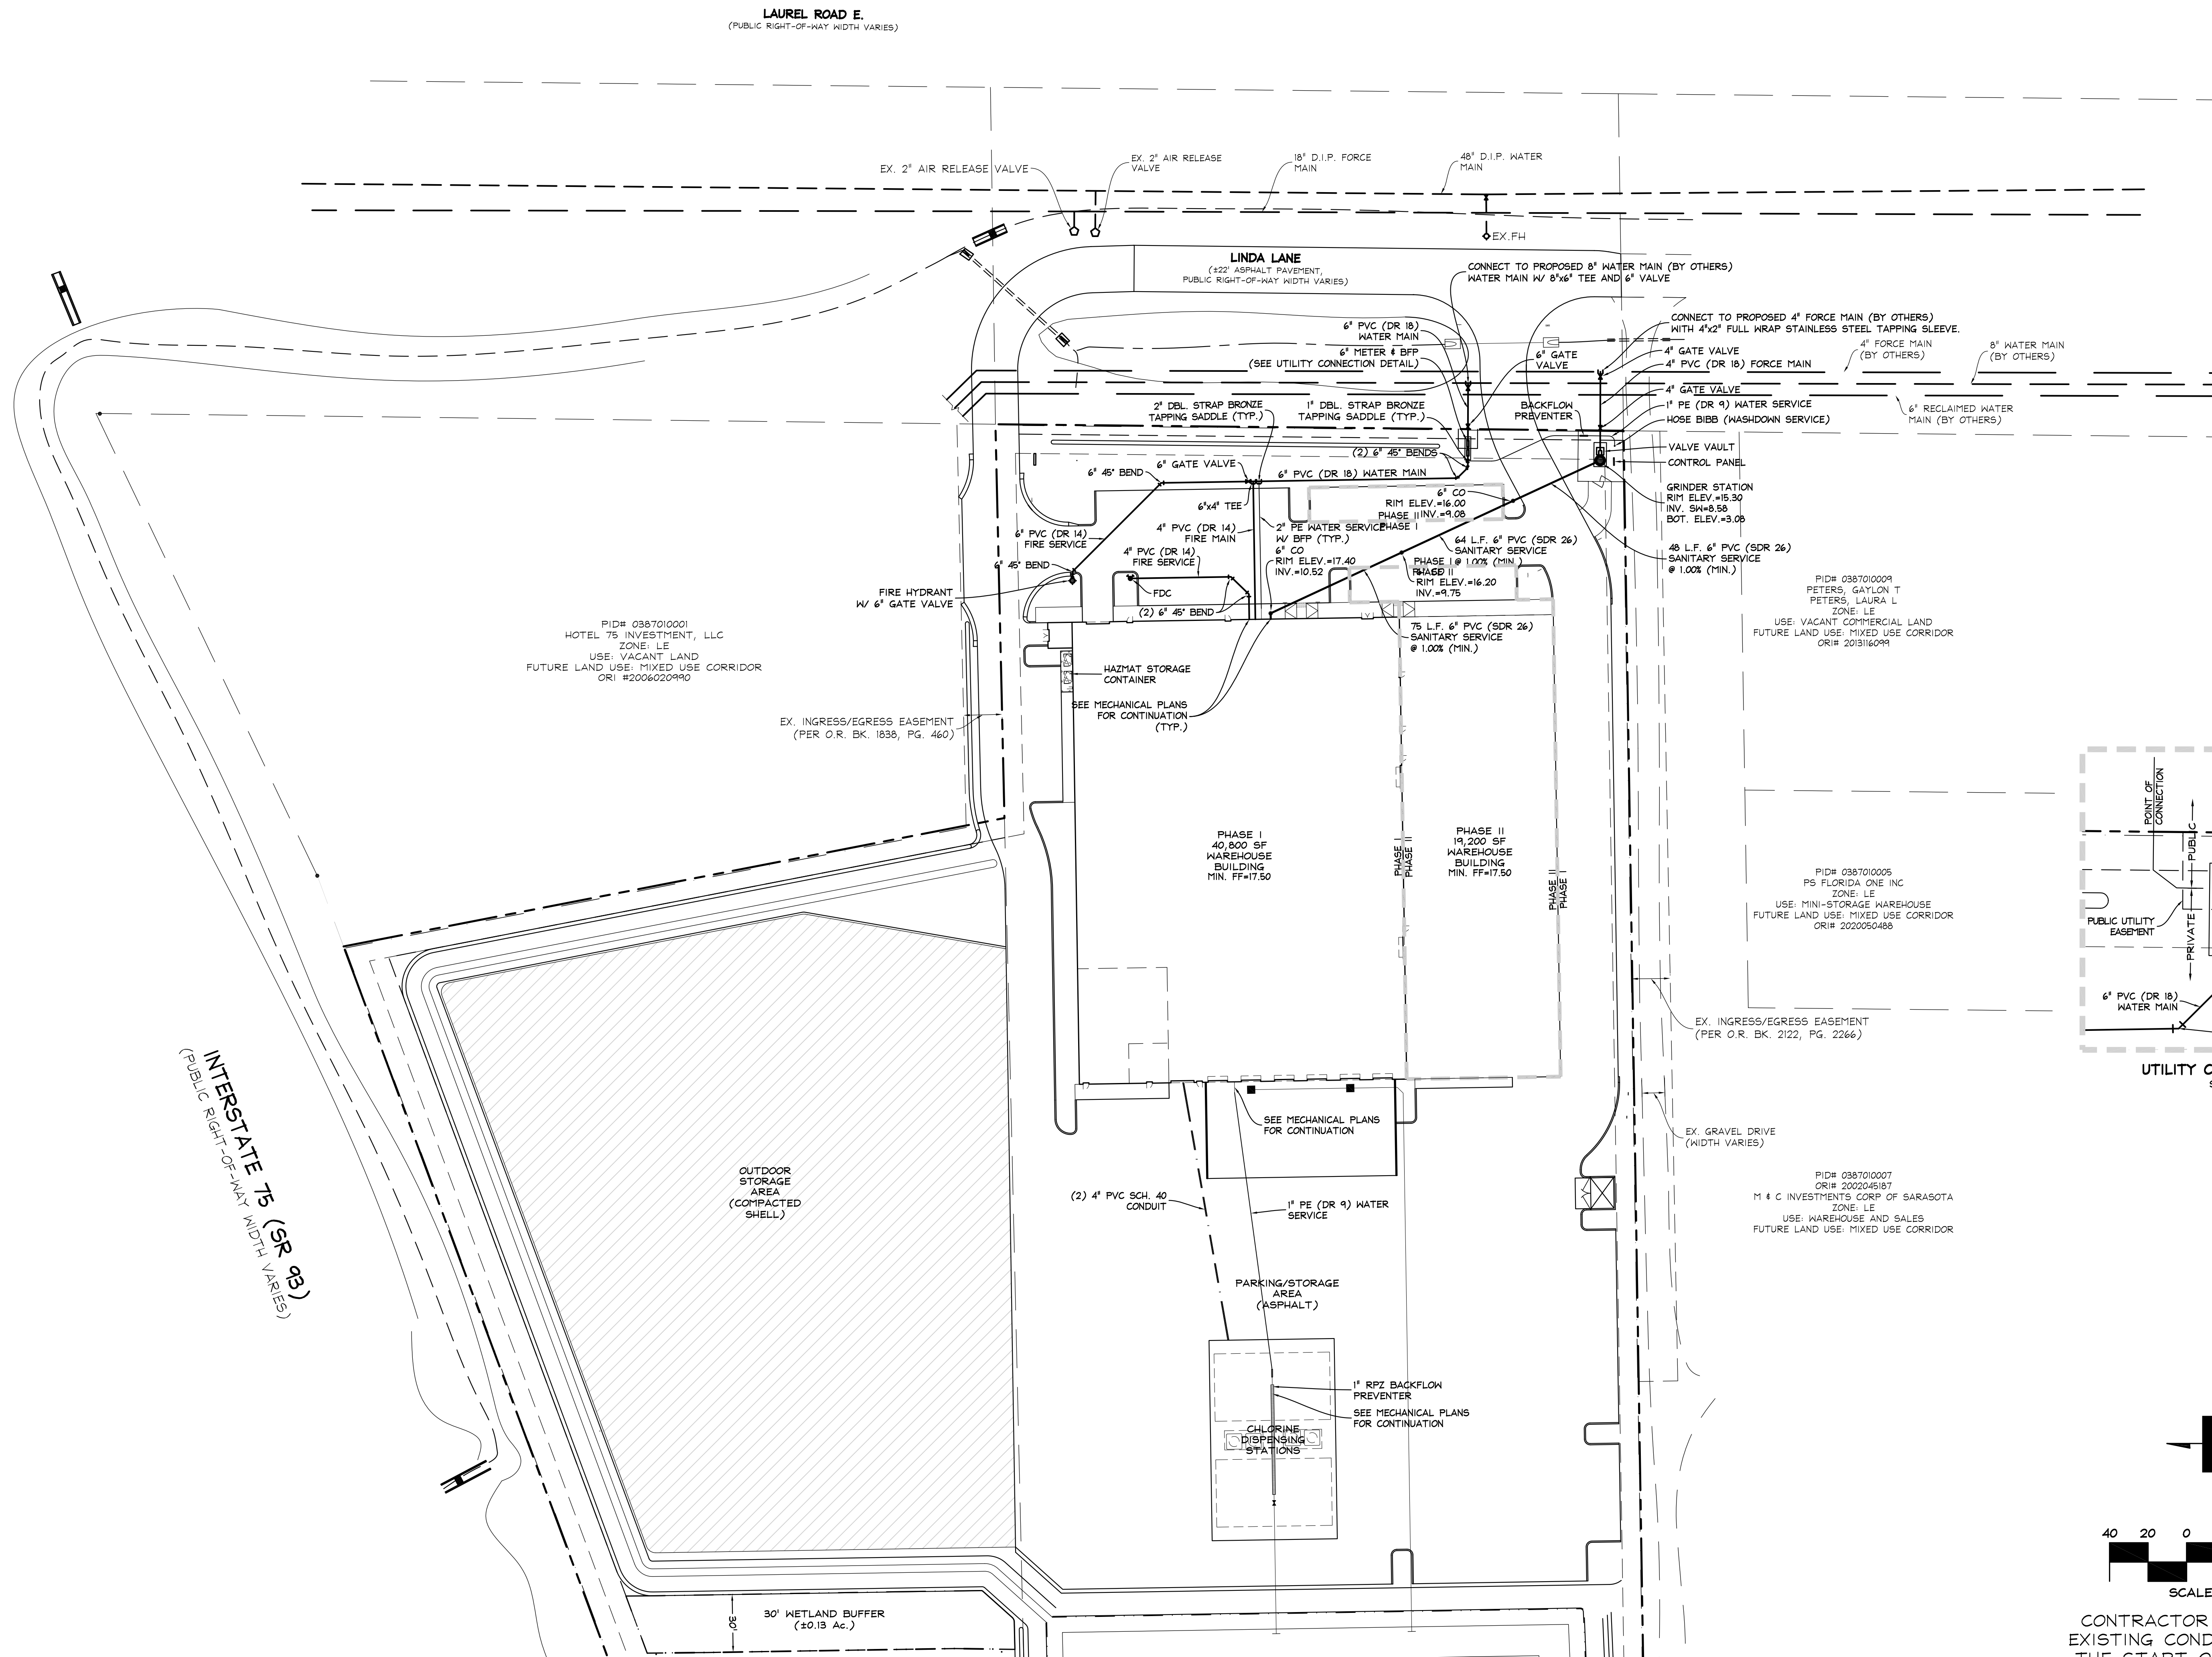 LAUREL ROAD E.
(PUBLIC RIGHT-OF-WAY WIDTH VARIES)
EX. 2" AIR RELEASE VALVE
EX. 2" AIR RELEASE
VALVE
18" D.I.P. FORCE
MAIN
48" D.I.P. WATER
MAIN
EX.FH
LINDA LANE
(±22' ASPHALT PAVEMENT,
PUBLIC RIGHT-OF-WAY WIDTH VARIES)
CONNECT TO PROPOSED 8" WATER MAIN (BY OTHERS)
WATER MAIN W/ 8"x6" TEE AND 6" VALVE
CONNECT TO PROPOSED 4" FORCE MAIN (BY OTHERS)
WITH 4"x2" FULL WRAP STAINLESS STEEL TAPPING SLEEVE.
6" PVC (DR 18)
WATER MAIN
6" METER & BFP
(SEE UTILITY CONNECTION DETAIL)
6" GATE
VALVE
4" GATE VALVE
4" PVC (DR 18) FORCE MAIN
4" FORCE MAIN
(BY OTHERS)
8" WATER MAIN
(BY OTHERS)
4" GATE VALVE
1" PE (DR 9) WATER SERVICE
HOSE BIBB (WASHDOWN SERVICE)
6" RECLAIMED WATER
MAIN (BY OTHERS)
2" DBL. STRAP BRONZE
TAPPING SADDLE (TYP.)
1" DBL. STRAP BRONZE
TAPPING SADDLE (TYP.)
BACKFLOW
PREVENTER
VALVE VAULT
CONTROL PANEL
(2) 6" 45° BENDS
6" GATE VALVE
6" 45° BEND
6" PVC (DR 18) WATER MAIN
GRINDER STATION
RIM ELEV.=15.30
INV. SW=8.58
BOT. ELEV.=3.08
6" CO
RIM ELEV.=16.00
INV.=9.08
PHASE II
PHASE I
6"x4" TEE
6" PVC (DR 14)
FIRE SERVICE
4" PVC (DR 14)
FIRE MAIN
2" PE WATER SERVICE
W/ BFP (TYP.)
6" CO
RIM ELEV.=17.40
INV.=10.52
64 L.F. 6" PVC (SDR 26)
SANITARY SERVICE
@ 1.00% (MIN.)
48 L.F. 6" PVC (SDR 26)
SANITARY SERVICE
@ 1.00% (MIN.)
4" PVC (DR 14)
FIRE SERVICE
6" 45° BEND
PHASE I
PHASE II
RIM ELEV.=16.20
INV.=9.75
FIRE HYDRANT
W/ 6" GATE VALVE
FDC
(2) 6" 45° BEND
75 L.F. 6" PVC (SDR 26)
SANITARY SERVICE
@ 1.00% (MIN.)
PID# 0387010009
PETERS, GAYLON T
PETERS, LAURA L
ZONE: LE
USE: VACANT COMMERCIAL LAND
FUTURE LAND USE: MIXED USE CORRIDOR
ORI# 2013116099
PID# 0387010001
HOTEL 75 INVESTMENT, LLC
ZONE: LE
USE: VACANT LAND
FUTURE LAND USE: MIXED USE CORRIDOR
ORI #2006020990
HAZMAT STORAGE
CONTAINER
SEE MECHANICAL PLANS
FOR CONTINUATION
(TYP.)
EX. INGRESS/EGRESS EASEMENT
(PER O.R. BK. 1838, PG. 460)
PHASE I
40,800 SF
WAREHOUSE
BUILDING
MIN. FF=17.50
PHASE I
PHASE II
PHASE II
19,200 SF
WAREHOUSE
BUILDING
MIN. FF=17.50
PHASE II
PHASE I
PID# 0387010005
PS FLORIDA ONE INC
ZONE: LE
USE: MINI-STORAGE WAREHOUSE
FUTURE LAND USE: MIXED USE CORRIDOR
ORI# 2020050488
POINT OF
CONNECTION
PUBLIC
PRIVATE
PUBLIC UTILITY
EASEMENT
6" PVC (DR 18)
WATER MAIN
UTILITY C
EX. INGRESS/EGRESS EASEMENT
(PER O.R. BK. 2122, PG. 2266)
EX. GRAVEL DRIVE
(WIDTH VARIES)
INTERSTATE 75 (SR 93)
(PUBLIC RIGHT-OF-WAY WIDTH VARIES)
OUTDOOR
STORAGE
AREA
(COMPACTED
SHELL)
SEE MECHANICAL PLANS
FOR CONTINUATION
(2) 4" PVC SCH. 40
CONDUIT
1" PE (DR 9) WATER
SERVICE
PID# 0387010007
ORI# 2002045187
M & C INVESTMENTS CORP OF SARASOTA
ZONE: LE
USE: WAREHOUSE AND SALES
FUTURE LAND USE: MIXED USE CORRIDOR
PARKING/STORAGE
AREA
(ASPHALT)
1" RPZ BACKFLOW
PREVENTER
SEE MECHANICAL PLANS
FOR CONTINUATION
CHLORINE
DISPENSING
STATIONS
30'
30' WETLAND BUFFER
(±0.13 Ac.)
40 20 0
SCALE
CONTRACTOR
EXISTING COND